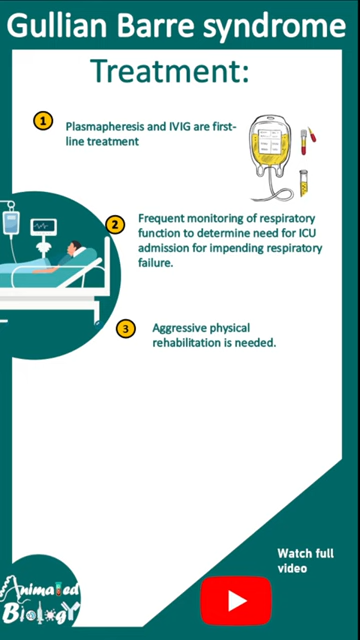 Gullian Barre syndrome
Treatment:
1
Plasmapheresis and IVIG are first-
line treatment
2
Frequent monitoring of respiratory
function to determine need for ICU
admission for impending respiratory
failure.
3
Aggressive physical
rehabilitation is needed.
Watch full
video
Animated
Biology